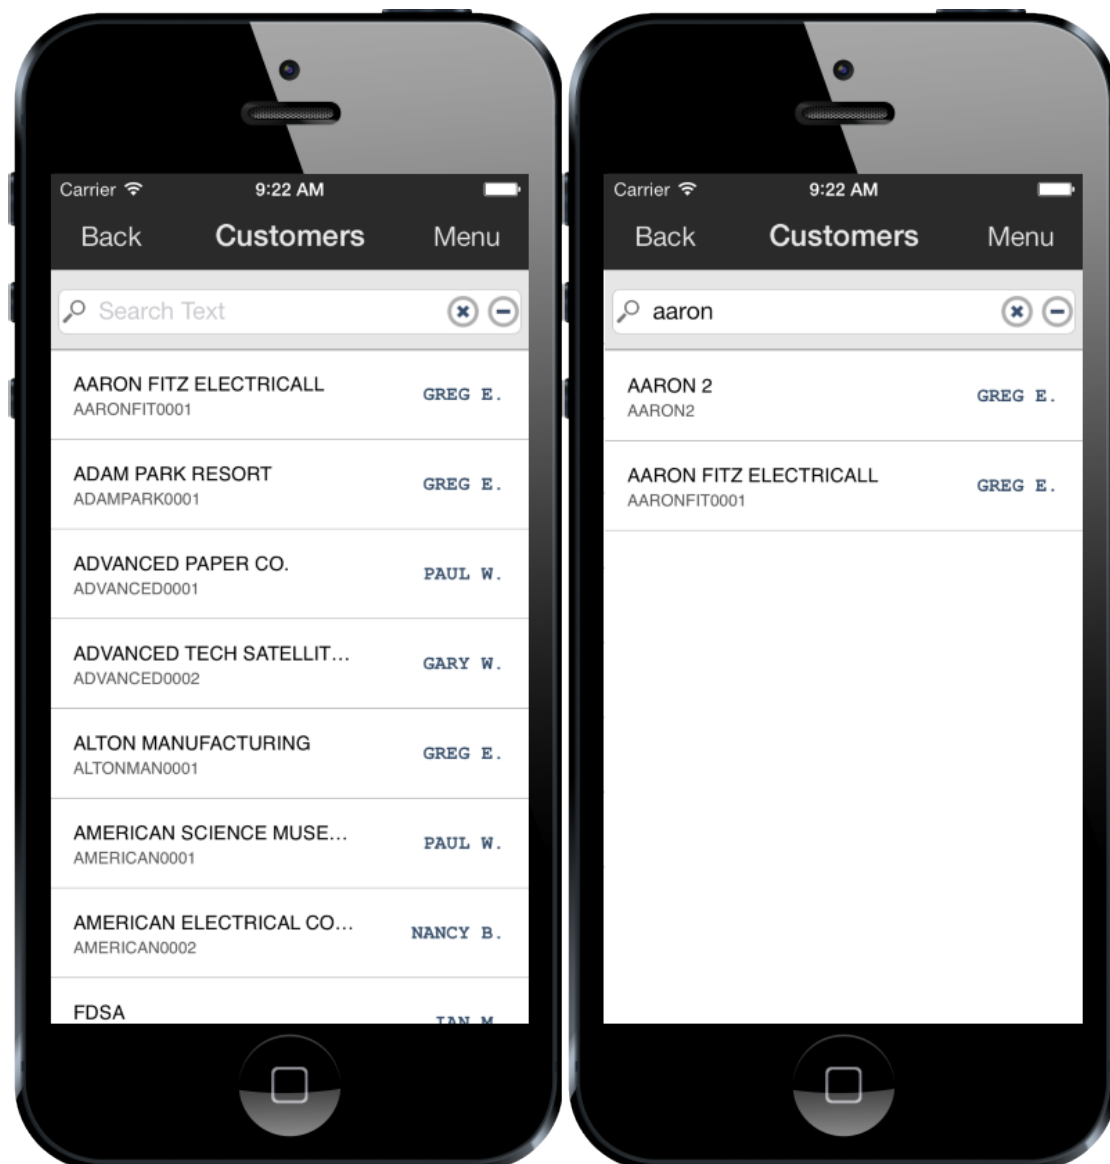 Carrier 9:22 AM
Back Customers Menu
Search Text
AARON FITZ ELECTRICALL
AARONFIT0001
GREG E.
ADAM PARK RESORT
ADAMPARK0001
GREG E.
ADVANCED PAPER CO.
ADVANCED0001
PAUL W.
ADVANCED TECH SATELLIT...
ADVANCED0002
GARY W.
ALTON MANUFACTURING
ALTONMAN0001
GREG E.
AMERICAN SCIENCE MUSE...
AMERICAN0001
PAUL W.
AMERICAN ELECTRICAL CO...
AMERICAN0002
NANCY B.
FDSA
IAN M.
Carrier 9:22 AM
Back Customers Menu
aaron
AARON 2
AARON2
GREG E.
AARON FITZ ELECTRICALL
AARONFIT0001
GREG E.